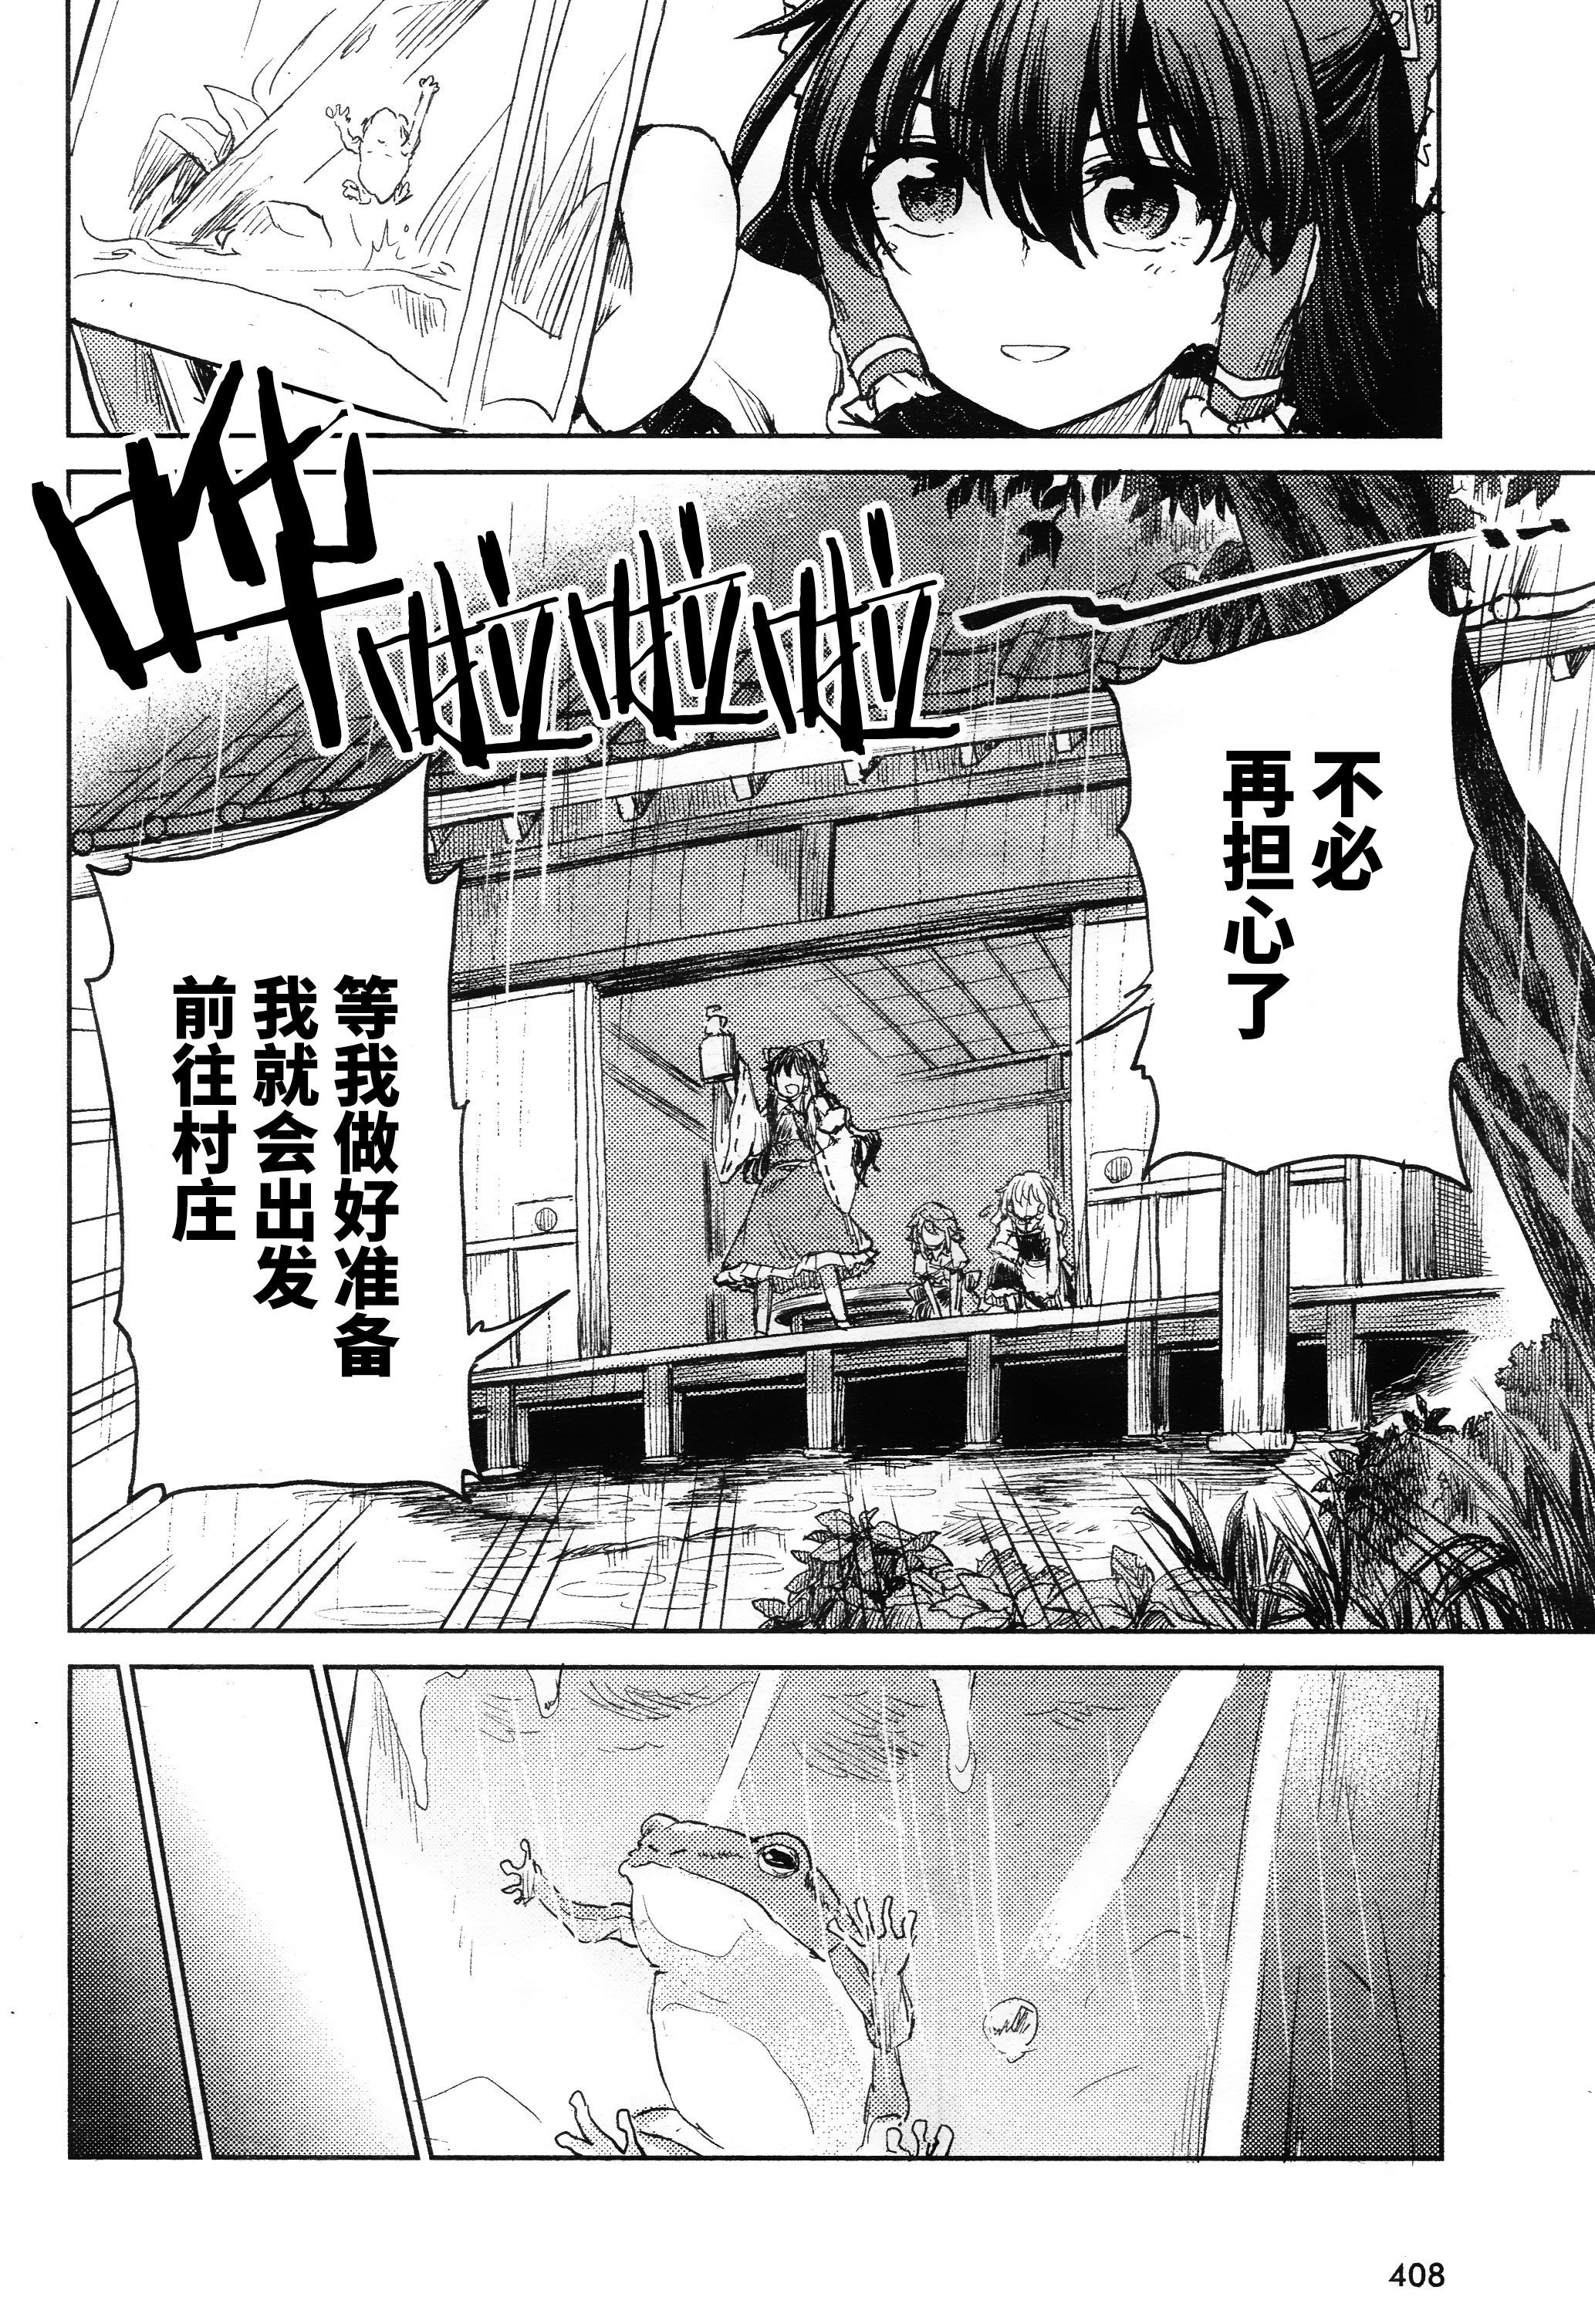 哗啦啦啦—
不必
再担心了
等我做好准备
我就会出发
前往村庄
408